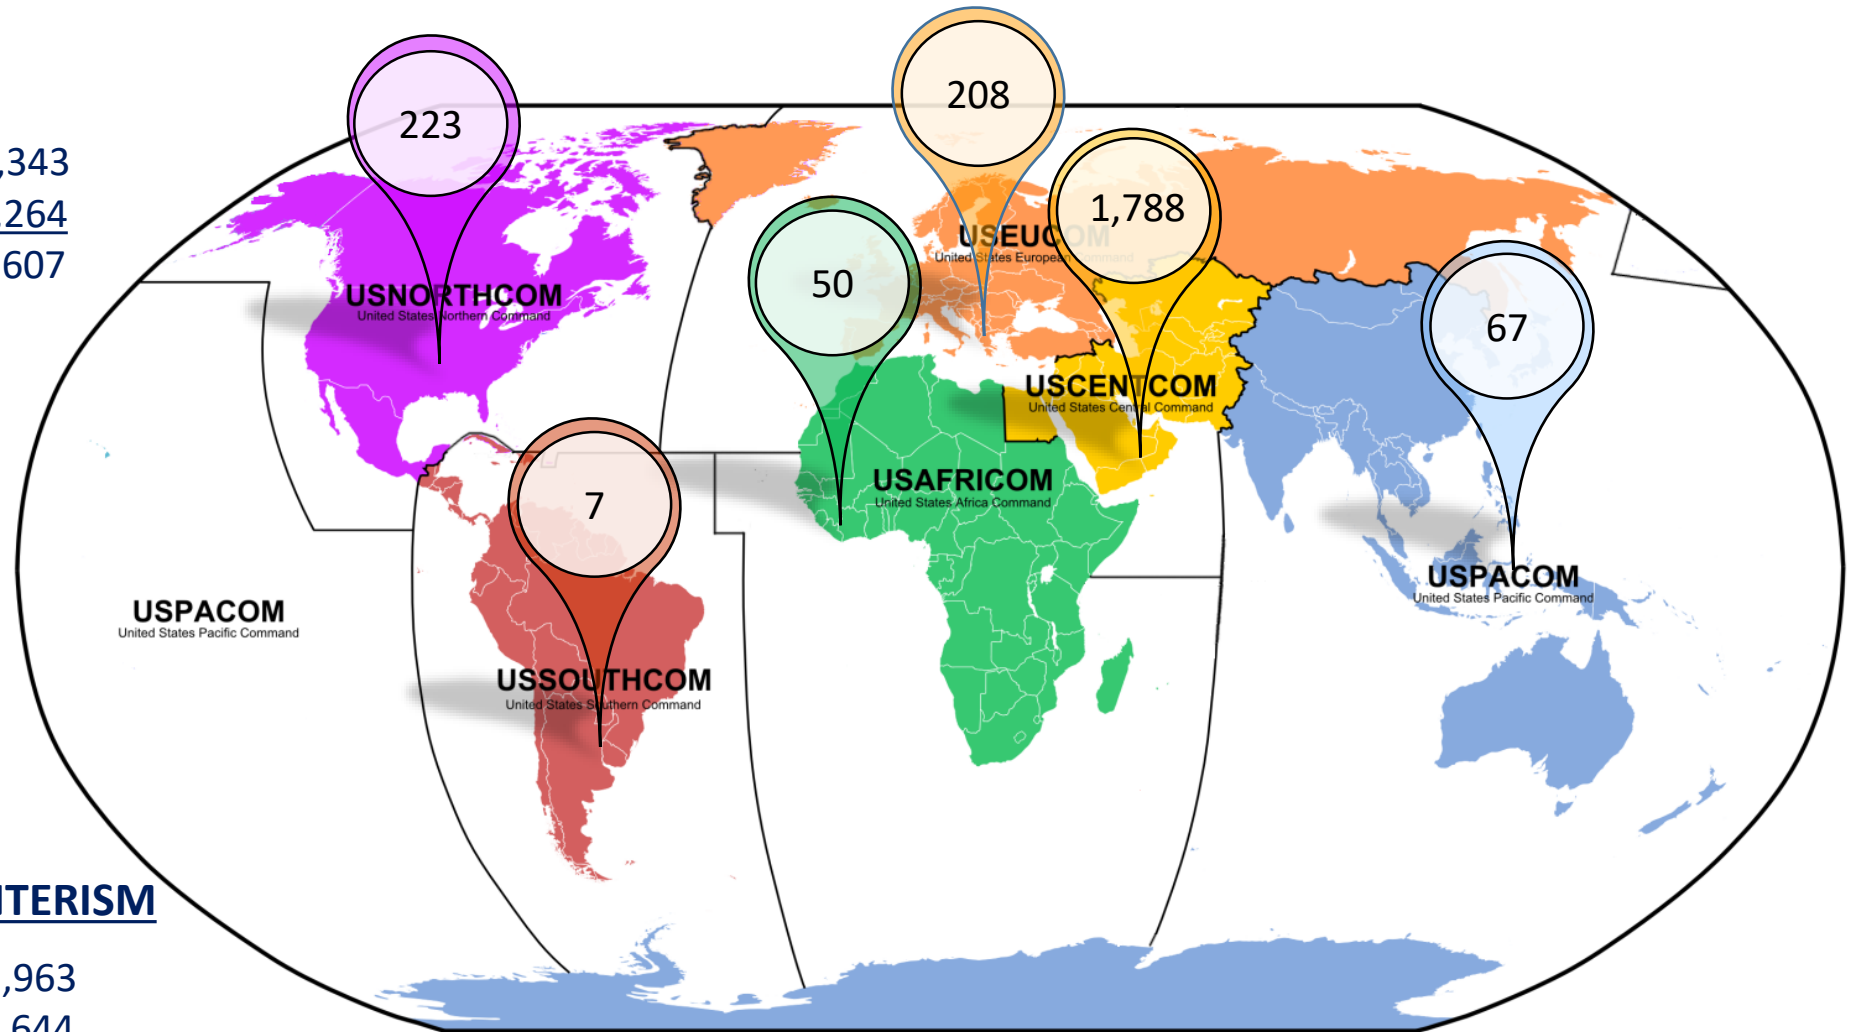 208
223
,343
1,788
,264
USEUCOM
United States European Command
,607
50
USNORTHCOM
United States Northern Command
67
USCENTCOM
United States Central Command
USAFRICOM
United States Africa Command
7
USPACOM
United States Pacific Command
USPACOM
United States Pacific Command
USSOUTHCOM
United States Southern Command
ITERISM
,963
,644